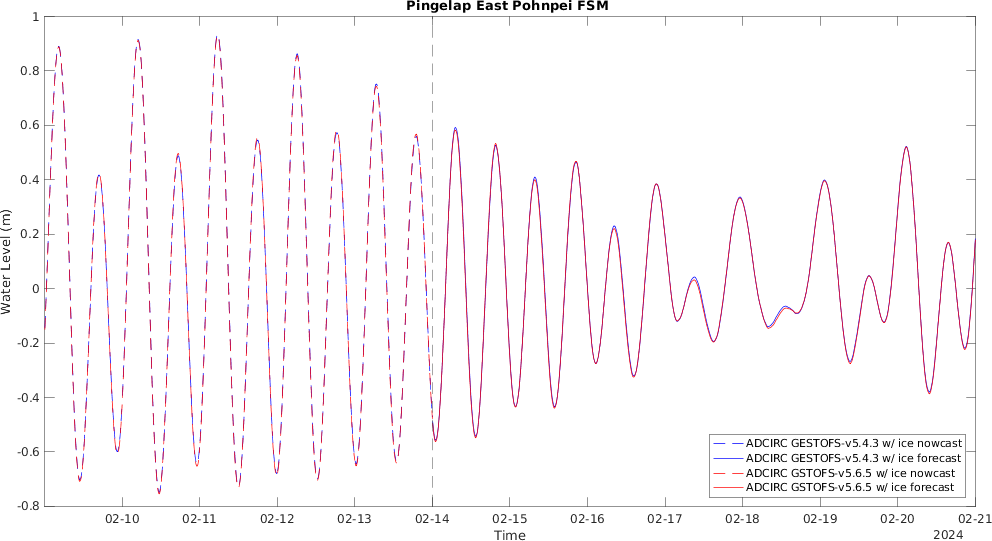 Pingelap East Pohnpei FSM
1
0.8
0.6
0.4
0.2
0
-0.2
-0.4
-0.6
-0.8
Water Level (m)
02-10 02-11 02-12 02-13 02-14 02-15 02-16 02-17 02-18 02-19 02-20 02-21
Time
2024
ADCIRC GESTOFS-v5.4.3 w/ ice nowcast
ADCIRC GESTOFS-v5.4.3 w/ ice forecast
ADCIRC GSTOFS-v5.6.5 w/ ice nowcast
ADCIRC GSTOFS-v5.6.5 w/ ice forecast